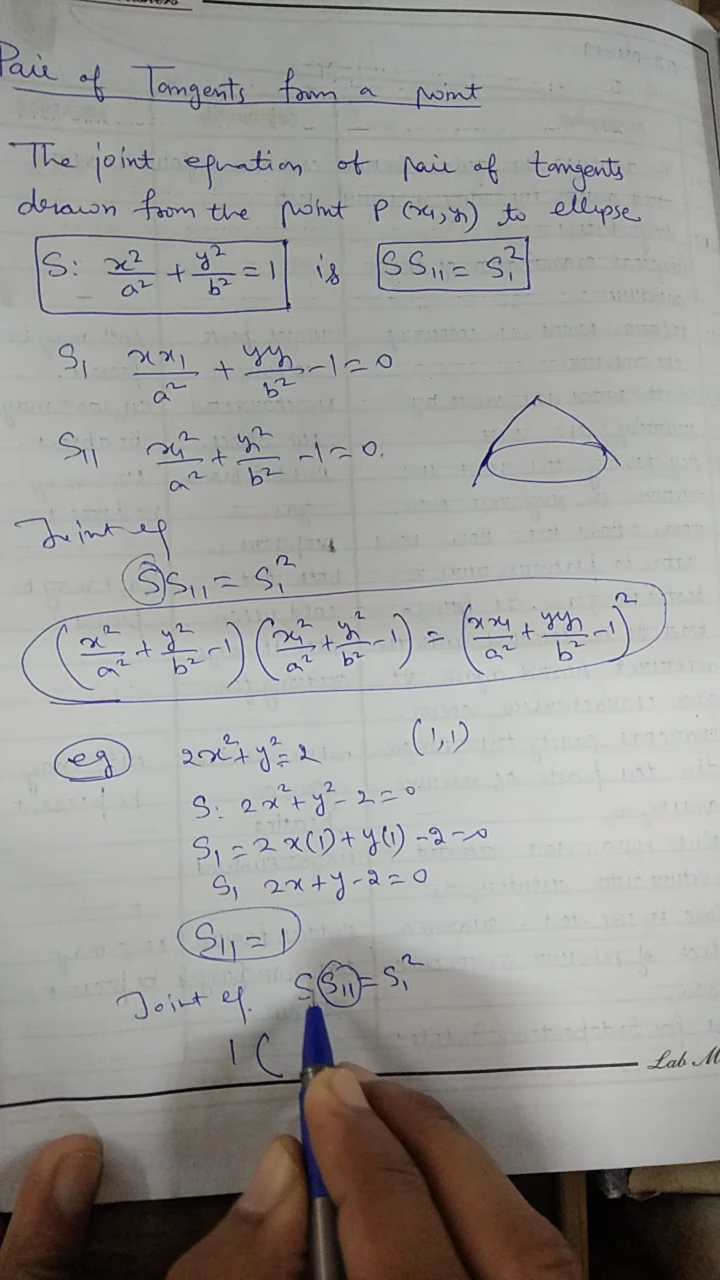 Pair of Tangents from a point
The joint equation of pair of tangents
drawn from the point P (x₁, y₁) to ellipse
S: x²/a² + y²/b² = 1 is SS₁₁ = S₁²
S₁ xx₁/a² + yy₁/b² - 1 = 0
S₁₁ x₁²/a² + y₁²/b² - 1 = 0.
Joint eq
SS₁₁ = S₁²
(x²/a² + y²/b² - 1) (x₁²/a² + y₁²/b² - 1) = (xx₁/a² + yy₁/b² - 1)²
eg 2x² + y² = 2 (1,1)
S: 2x² + y² - 2 = 0
S₁ = 2x(1) + y(1) - 2 = 0
S₁ 2x + y - 2 = 0
S₁₁ = 1
Joint eq. SS₁₁ = S₁²
1 (
Lab M